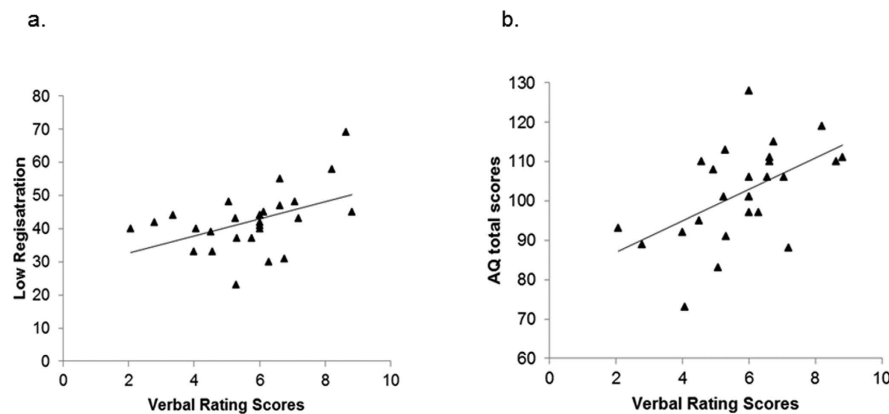 a.
b.
80
70
60
50
40
30
20
10
0
Low Regisatration
0 2 4 6 8 10
Verbal Rating Scores
130
120
110
100
90
80
70
60
AQ total scores
0 2 4 6 8 10
Verbal Rating Scores